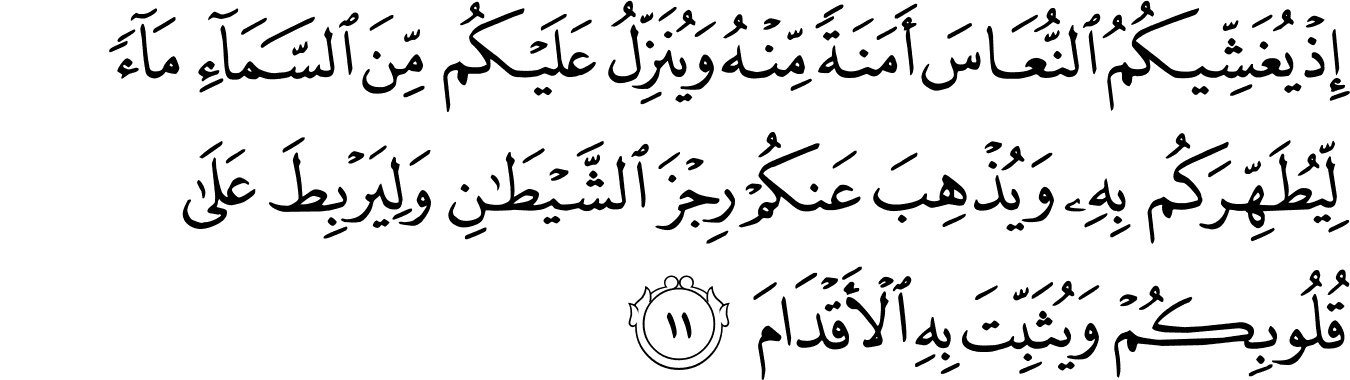 إِذْ يُغَشِّيكُمُ ٱلنُّعَاسَ أَمَنَةً مِّنْهُ وَيُنَزِّلُ عَلَيْكُم مِّنَ ٱلسَّمَآءِ مَآءً
لِّيُطَهِّرَكُم بِهِۦ وَيُذْهِبَ عَنكُمْ رِجْزَ ٱلشَّيْطَـٰنِ وَلِيَرْبِطَ عَلَىٰ
قُلُوبِكُمْ وَيُثَبِّتَ بِهِ ٱلْأَقْدَامَ ١١